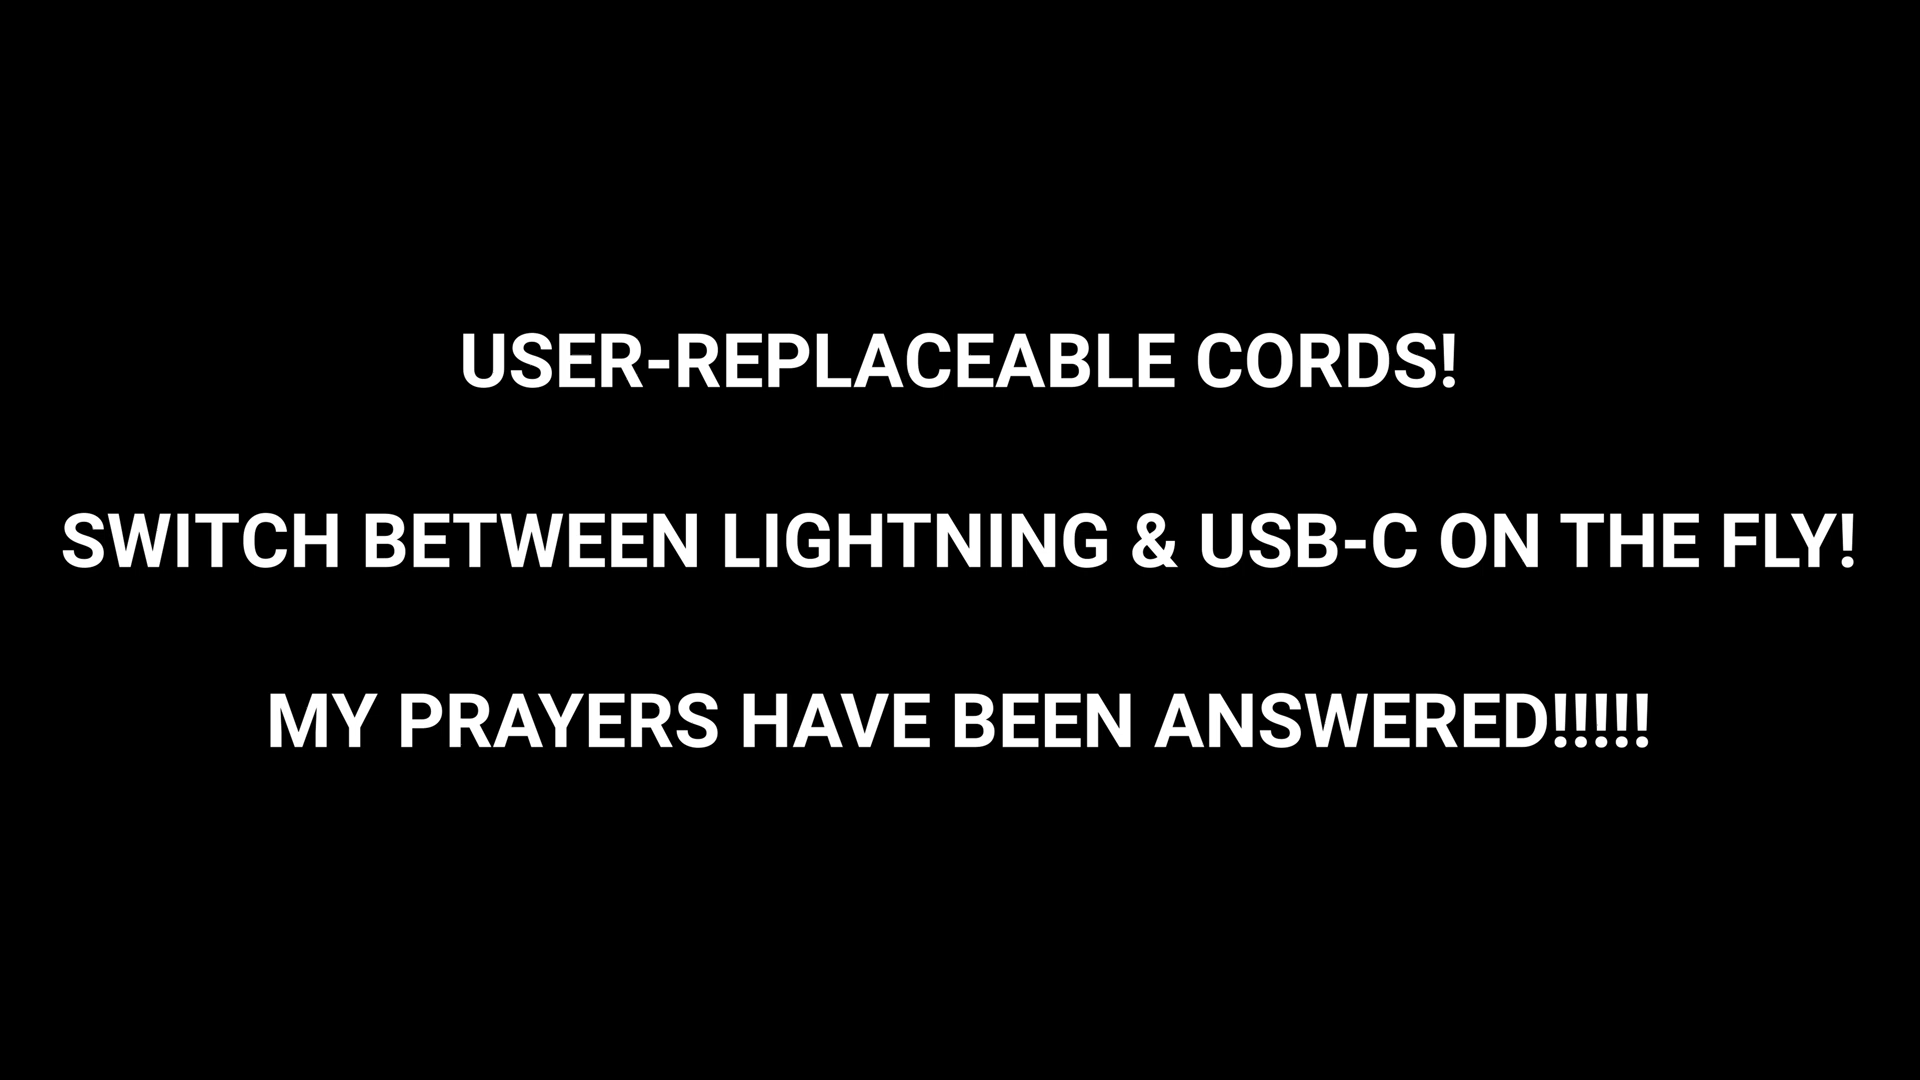 USER-REPLACEABLE CORDS!
SWITCH BETWEEN LIGHTNING & USB-C ON THE FLY!
MY PRAYERS HAVE BEEN ANSWERED!!!!!